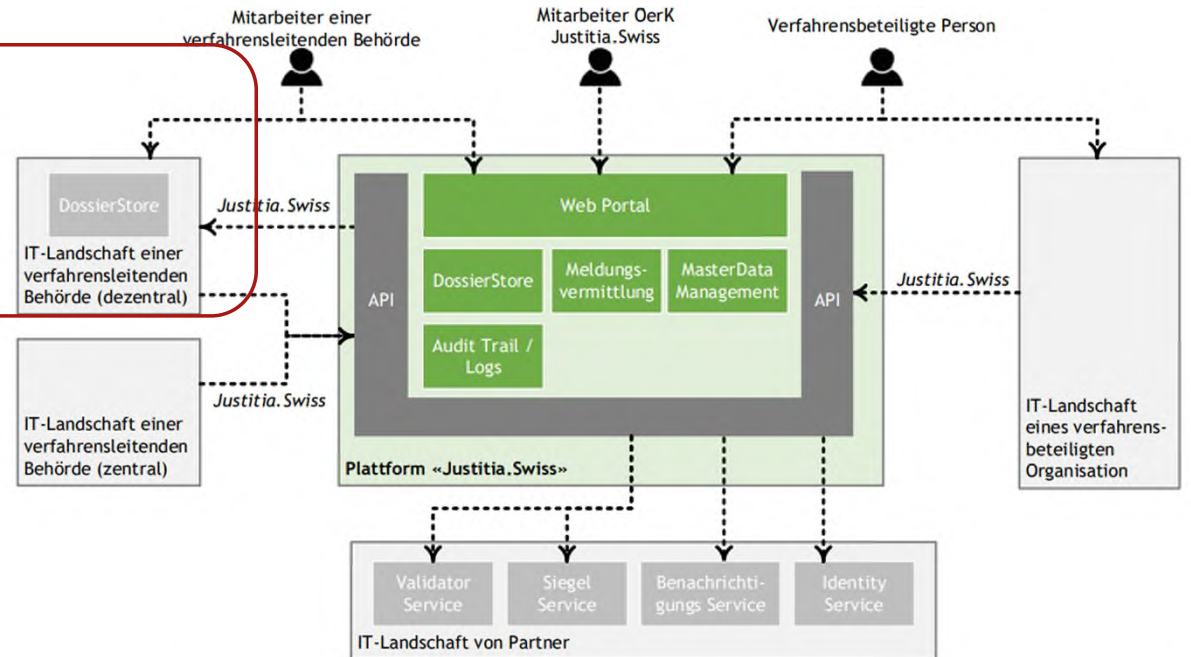 Mitarbeiter einer
verfahrensleitenden Behörde
Mitarbeiter OerK
Justitia.Swiss
Verfahrensbeteiligte Person
DossierStore
IT-Landschaft einer
verfahrensleitenden
Behörde (dezentral)
Justitia.Swiss
IT-Landschaft einer
verfahrensleitenden
Behörde (zentral)
Justitia.Swiss
API
Web Portal
DossierStore
Meldungs-
vermittlung
MasterData
Management
Audit Trail /
Logs
API
Plattform «Justitia.Swiss»
Justitia.Swiss
IT-Landschaft
eines verfahrens-
beteiligten
Organisation
Validator
Service
Siegel
Service
Benachrichti-
gungs Service
Identity
Service
IT-Landschaft von Partner